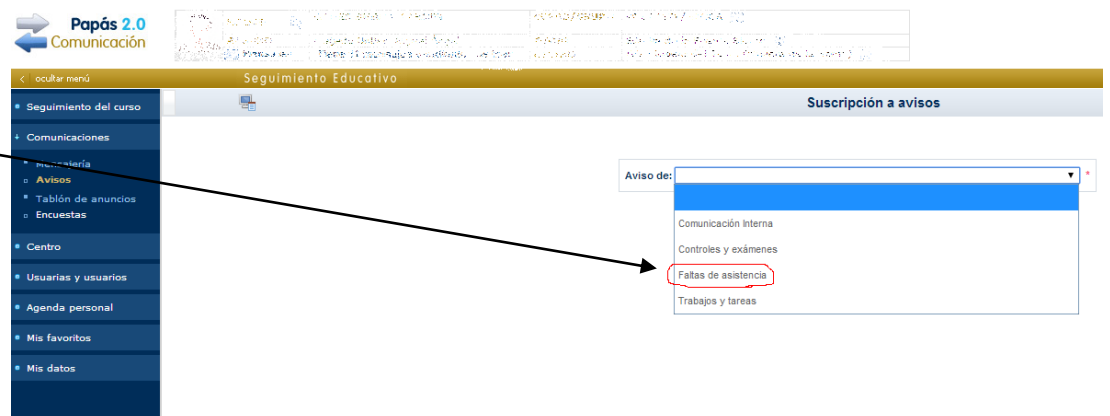 Papás 2.0
Comunicación
ocultar menú
Seguimiento Educativo
Seguimiento del curso
Suscripción a avisos
Comunicaciones
Mensajería
Avisos
Tablón de anuncios
Encuestas
Aviso de: *
Comunicación Interna
Controles y exámenes
Faltas de asistencia
Trabajos y tareas
Centro
Usuarias y usuarios
Agenda personal
Mis favoritos
Mis datos